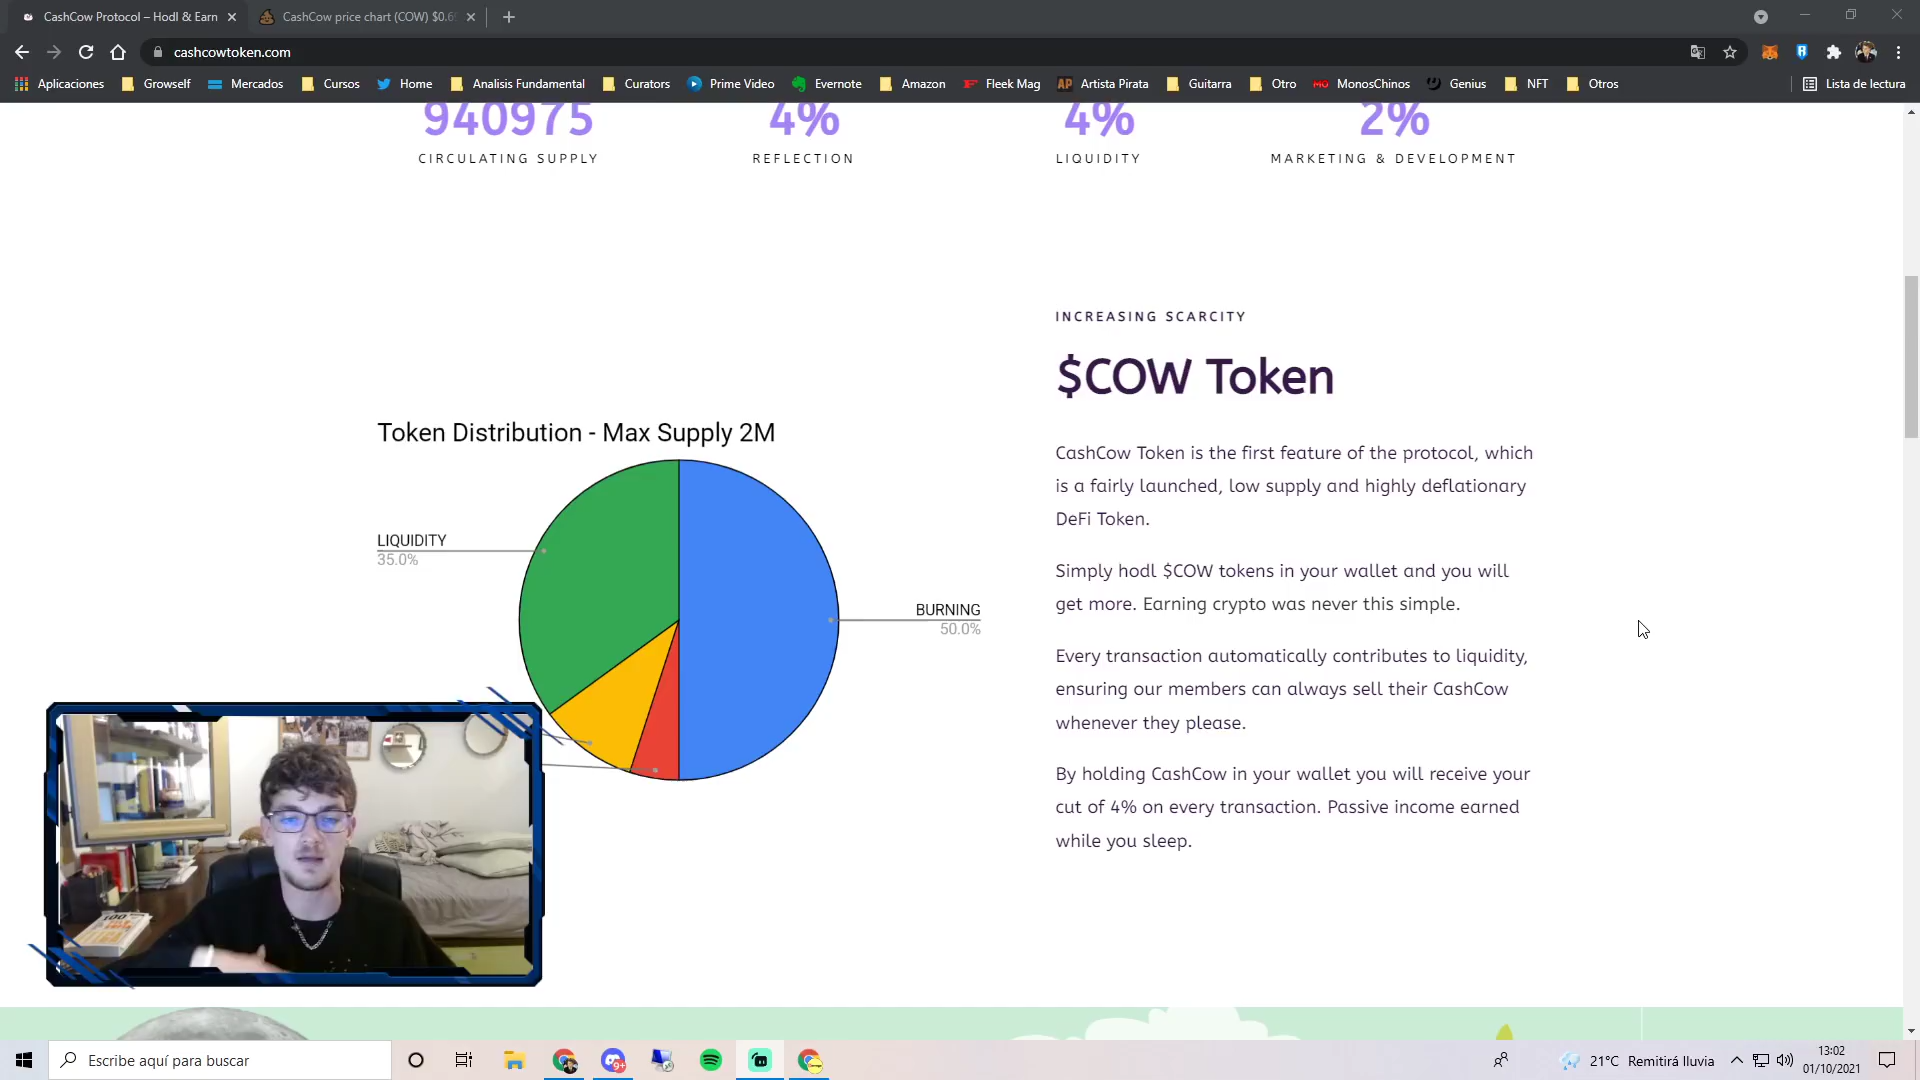 CashCow Protocol – Hodl & Earn
CashCow price chart (COW) $0.6
cashcowtoken.com
Aplicaciones
Growself
Mercados
Cursos
Home
Analisis Fundamental
Curators
Prime Video
Evernote
Amazon
Fleek Mag
AP
Artista Pirata
Guitarra
Otro
MO
MonosChinos
Genius
NFT
Otros
Lista de lectura
940975
4%
4%
2%
CIRCULATING SUPPLY
REFLECTION
LIQUIDITY
MARKETING & DEVELOPMENT
INCREASING SCARCITY
$COW Token
Token Distribution - Max Supply 2M
LIQUIDITY
35.0%
BURNING
50.0%
CashCow Token is the first feature of the protocol, which
is a fairly launched, low supply and highly deflationary
DeFi Token.
Simply hodl $COW tokens in your wallet and you will
get more. Earning crypto was never this simple.
Every transaction automatically contributes to liquidity,
ensuring our members can always sell their CashCow
whenever they please.
By holding CashCow in your wallet you will receive your
cut of 4% on every transaction. Passive income earned
while you sleep.
100
Escribe aquí para buscar
9+
21°C Remitirá lluvia
13:02
01/10/2021